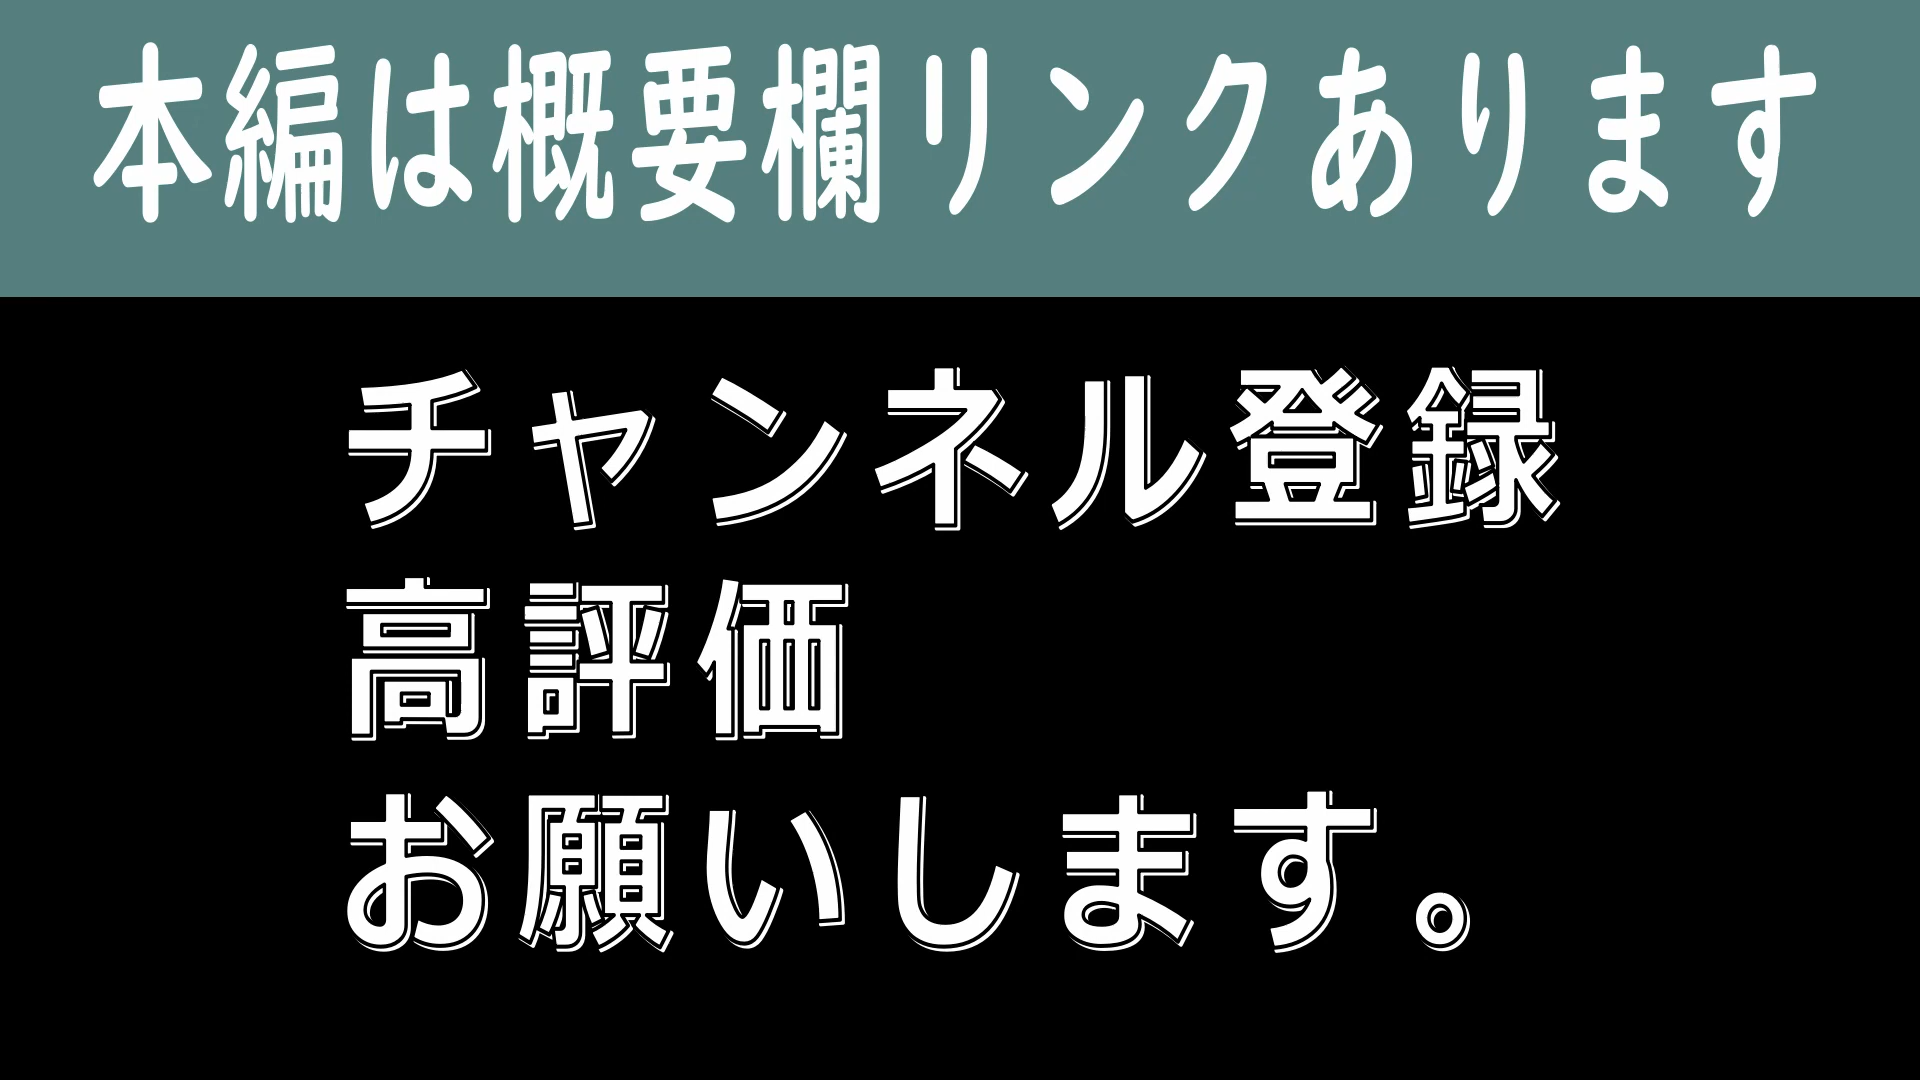 本編は概要欄リンクあります
チャンネル登録
高評価
お願いします。